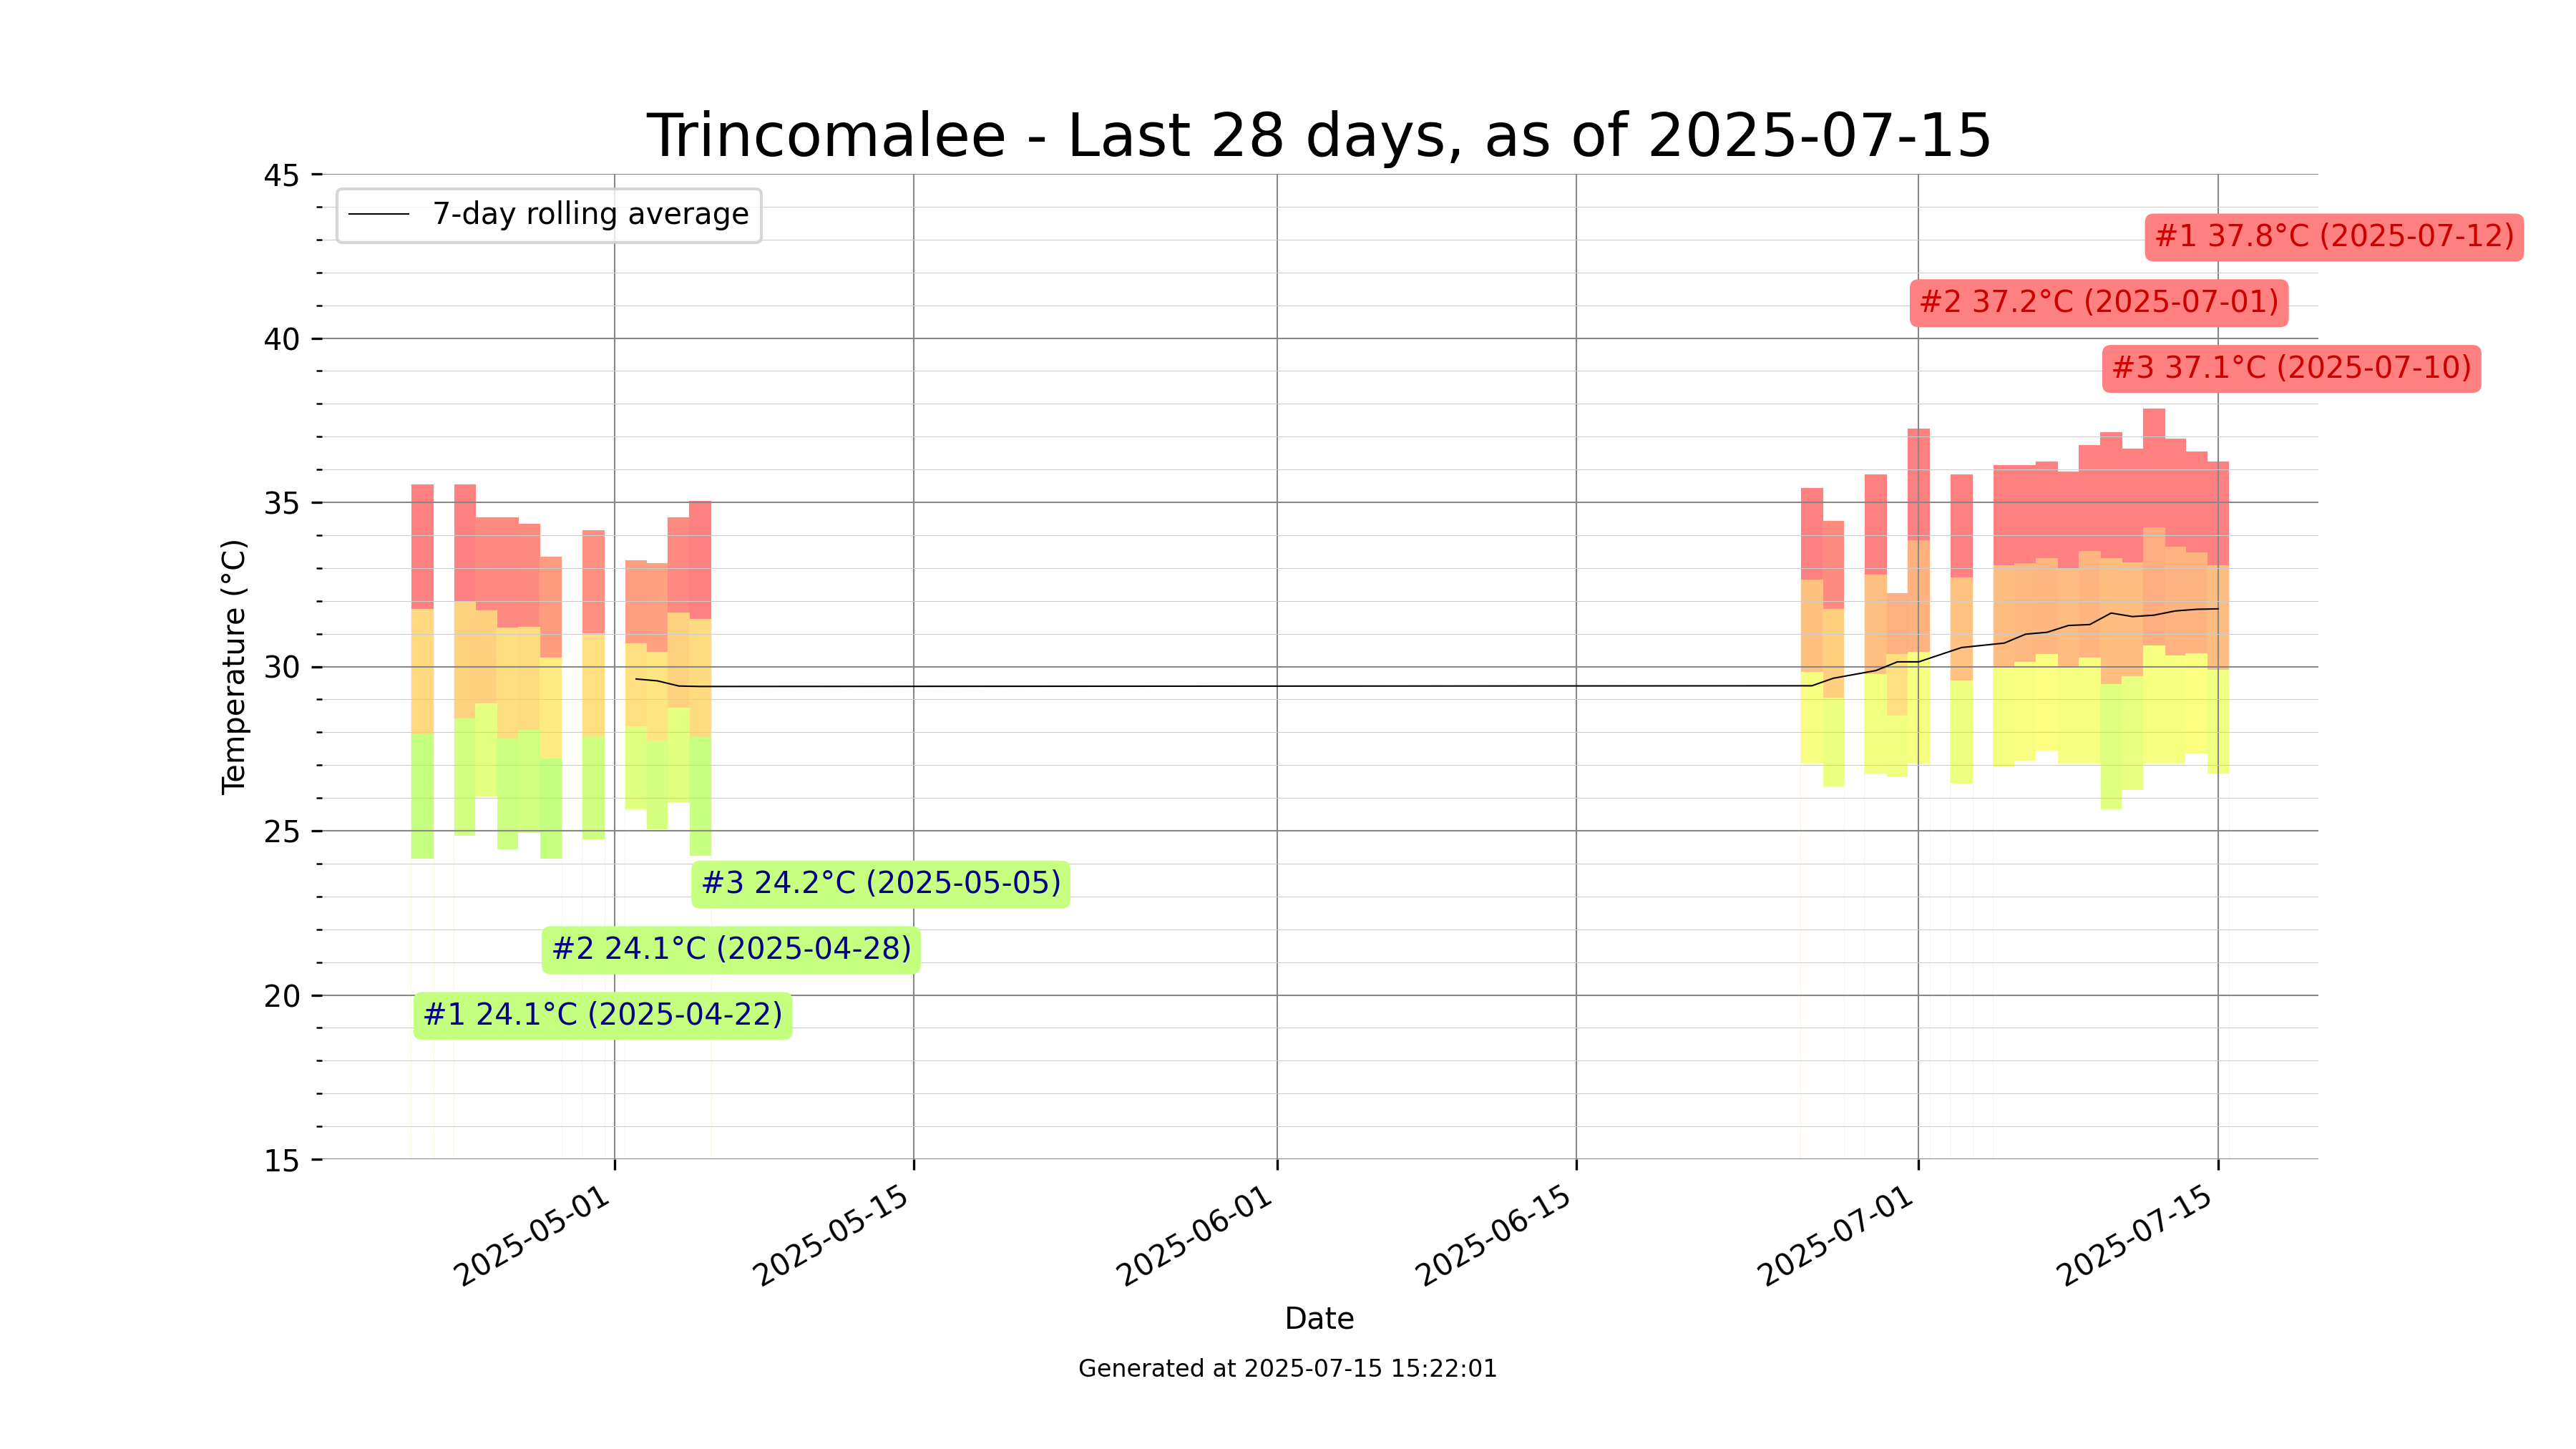 Trincomalee - Last 28 days, as of 2025-07-15
45
7-day rolling average
#1 37.8°C (2025-07-12)
#2 37.2°C (2025-07-01)
40
#3 37.1°C (2025-07-10)
35
Temperature (°C)
30
25
#3 24.2°C (2025-05-05)
#2 24.1°C (2025-04-28)
20
#1 24.1°C (2025-04-22)
15
2025-05-01
2025-05-15
2025-06-01
2025-06-15
2025-07-01
2025-07-15
Date
Generated at 2025-07-15 15:22:01